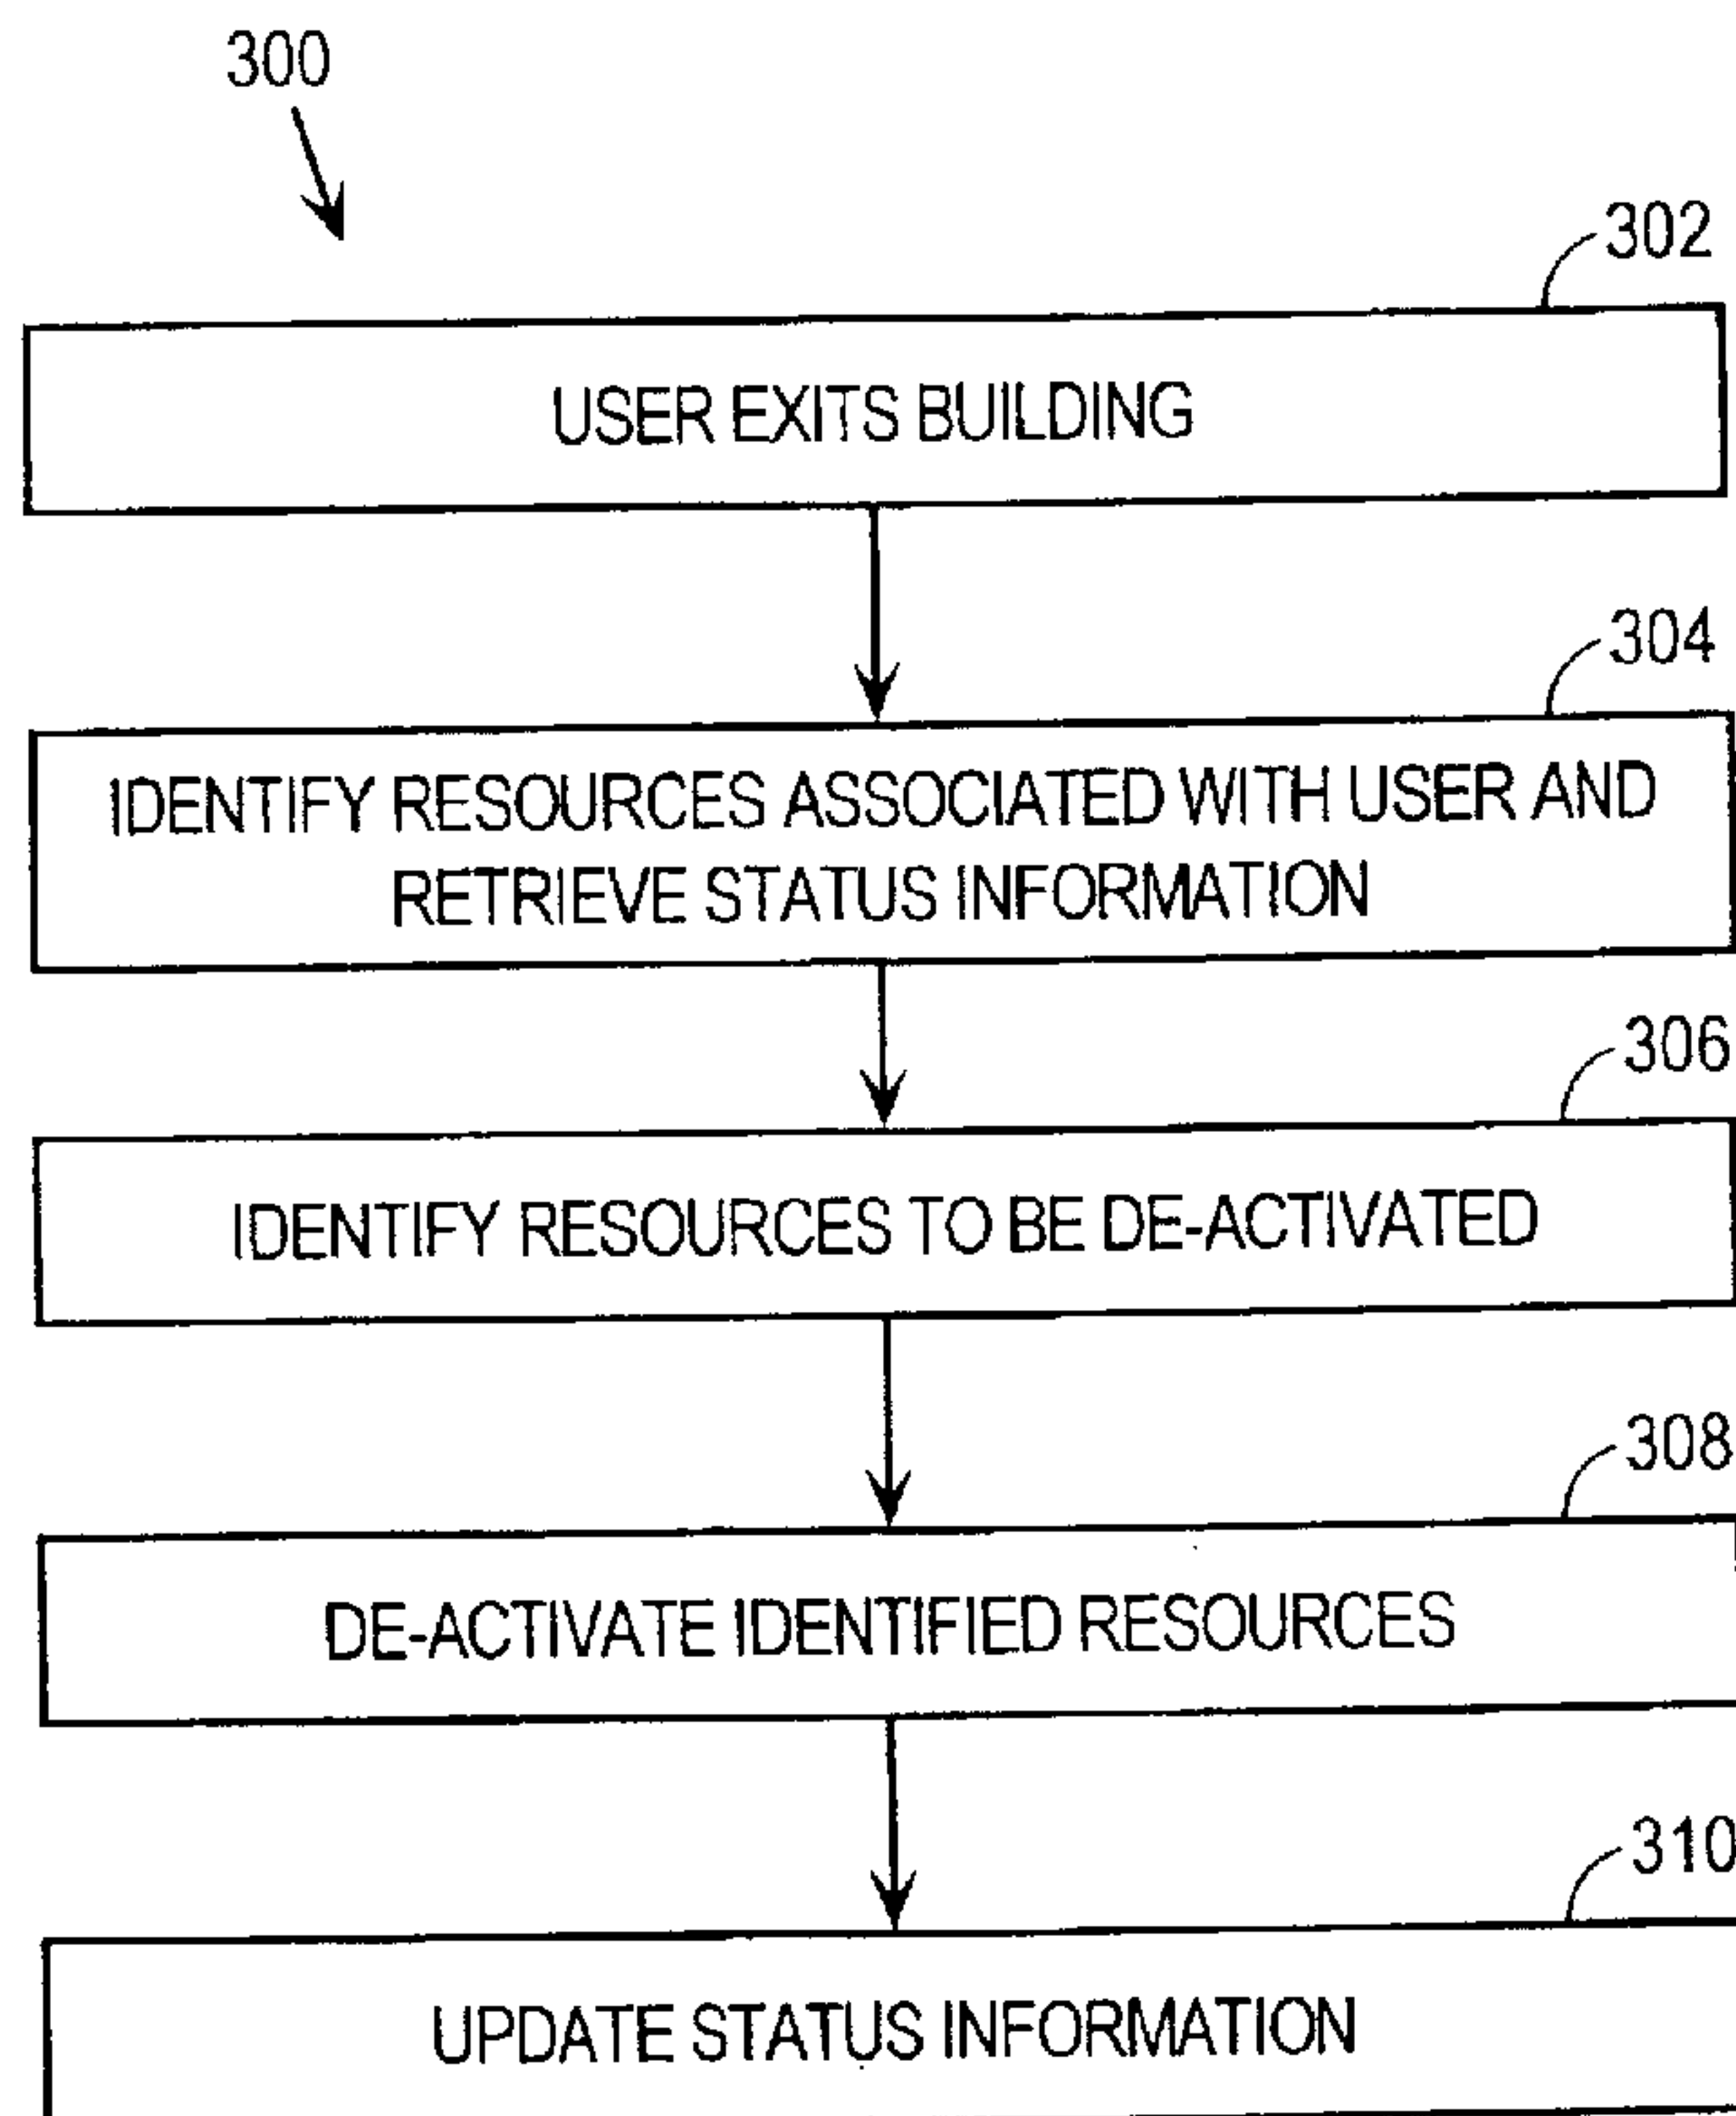 300
302
USER EXITS BUILDING
304
IDENTIFY RESOURCES ASSOCIATED WITH USER AND
RETRIEVE STATUS INFORMATION
306
IDENTIFY RESOURCES TO BE DE-ACTIVATED
308
DE-ACTIVATE IDENTIFIED RESOURCES
310
UPDATE STATUS INFORMATION